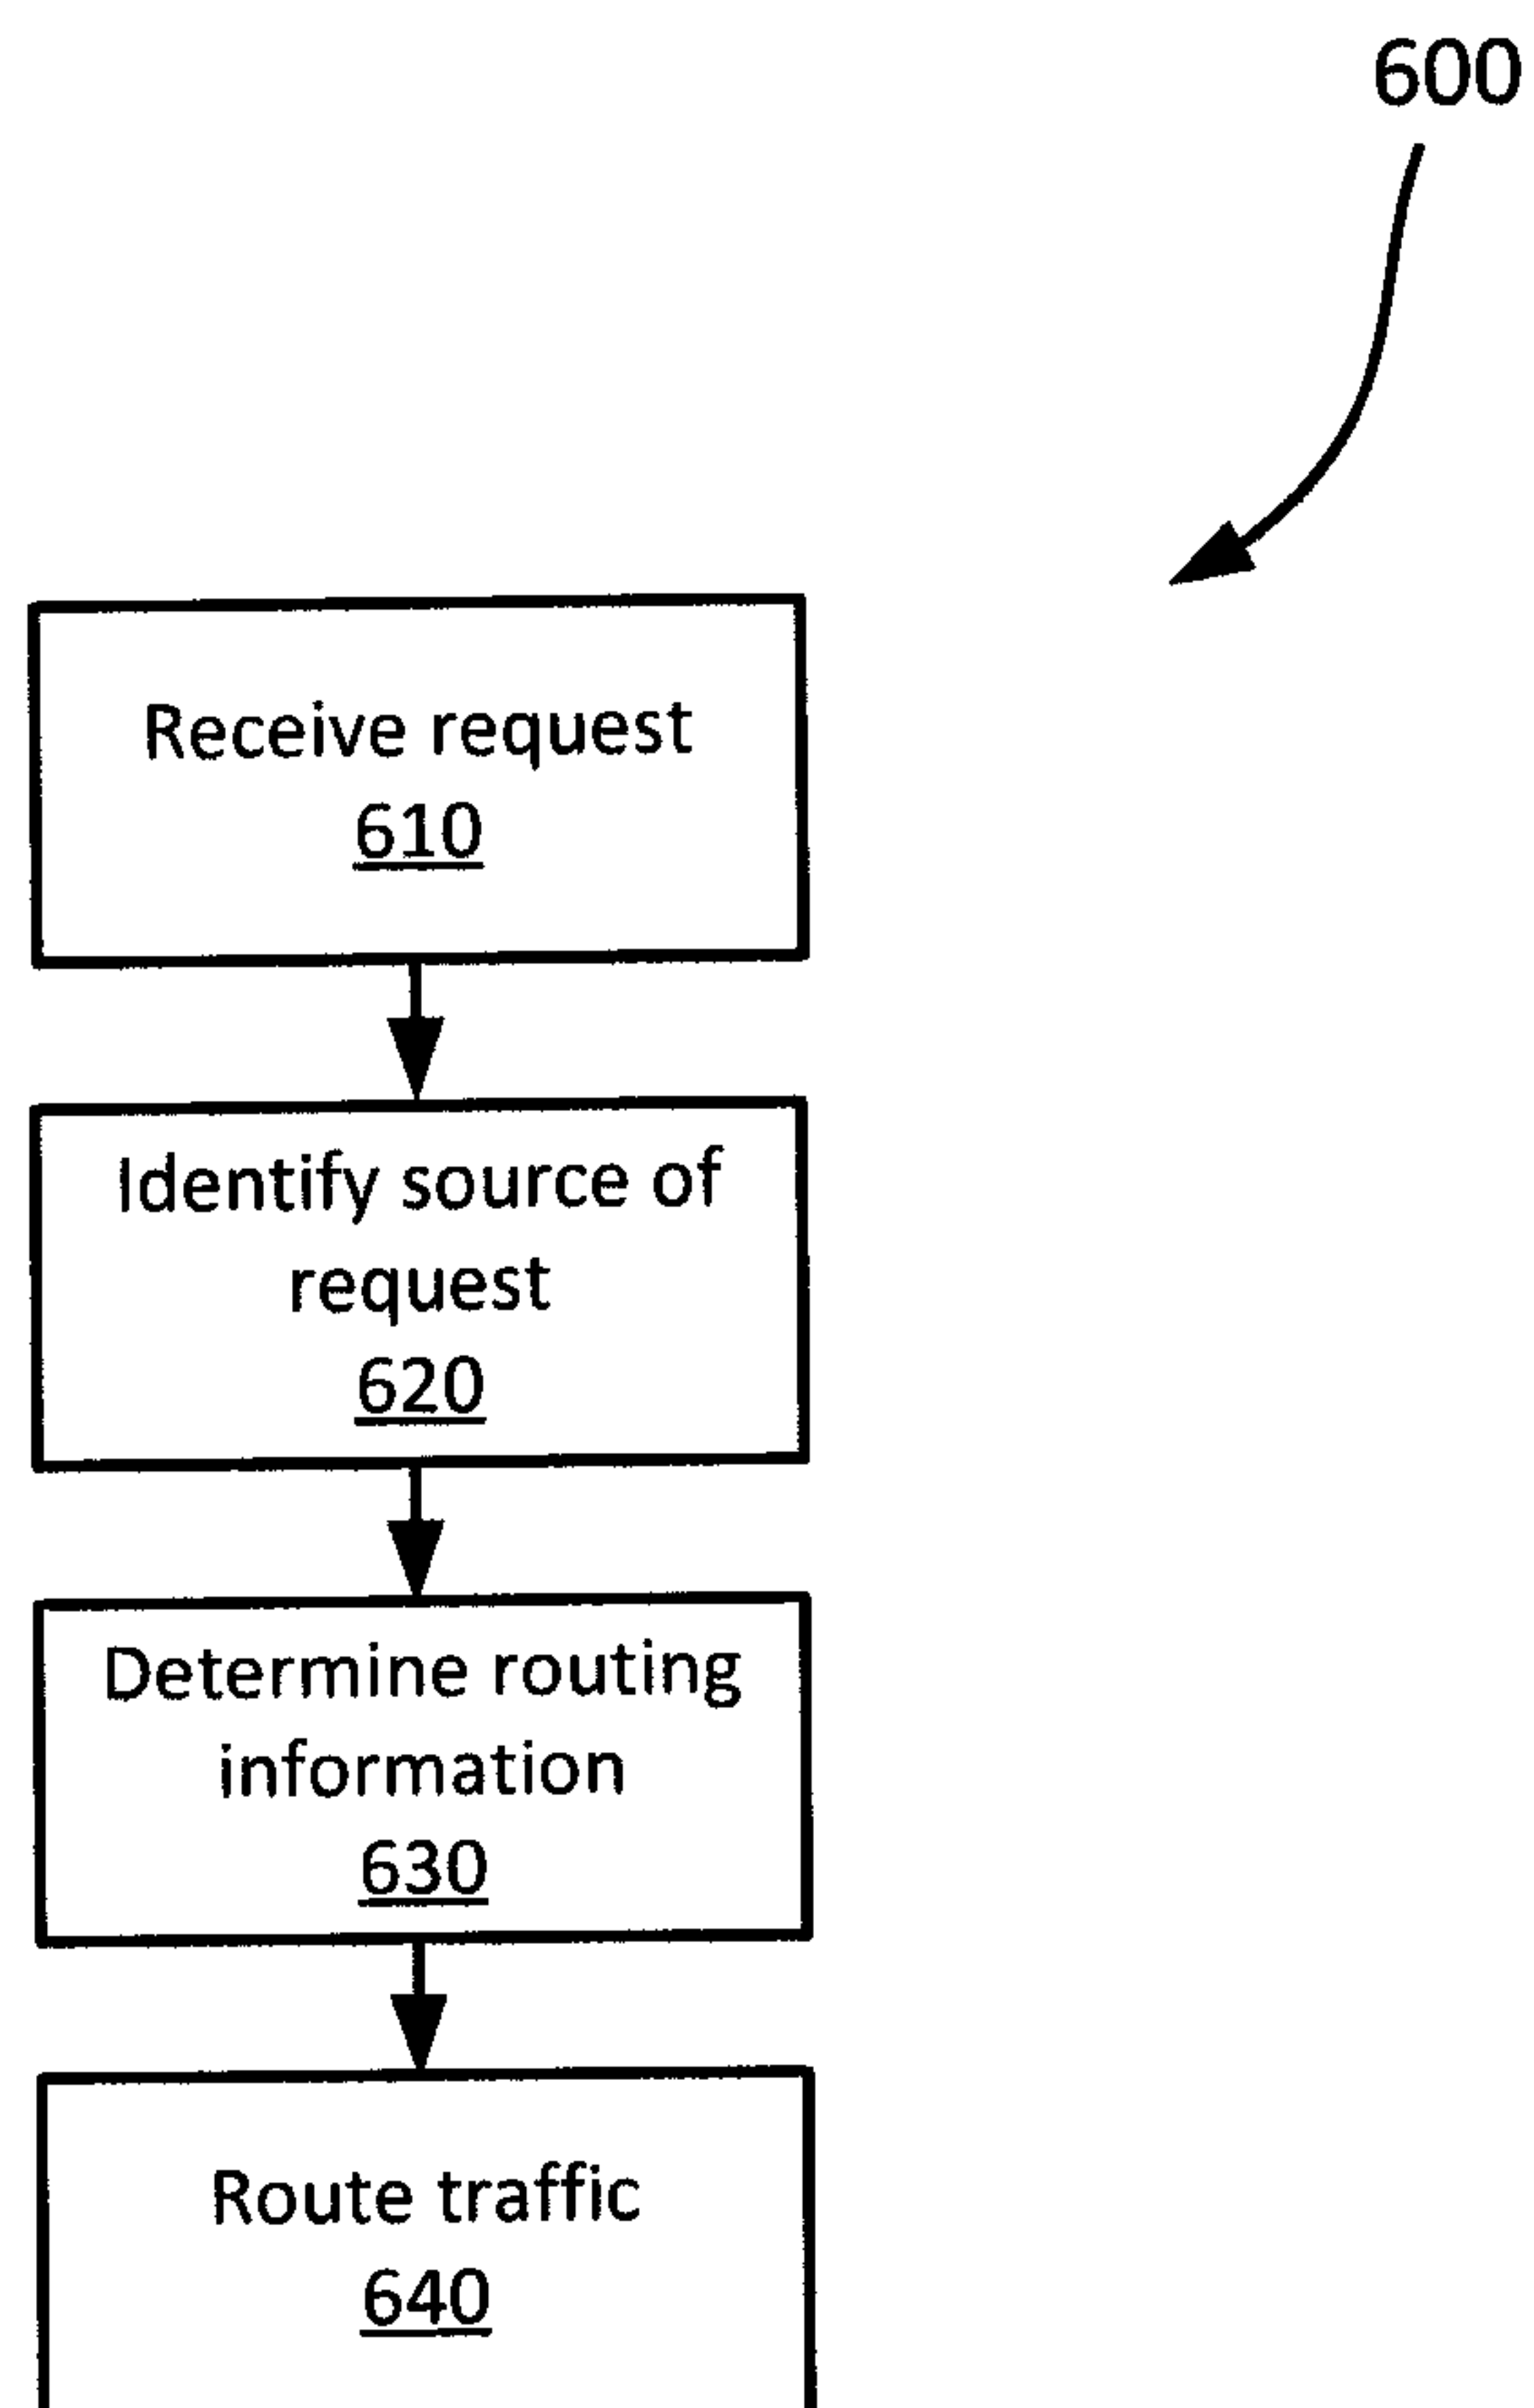 600
Receive request
610
Identify source of
request
620
Determine routing
information
630
Route traffic
640